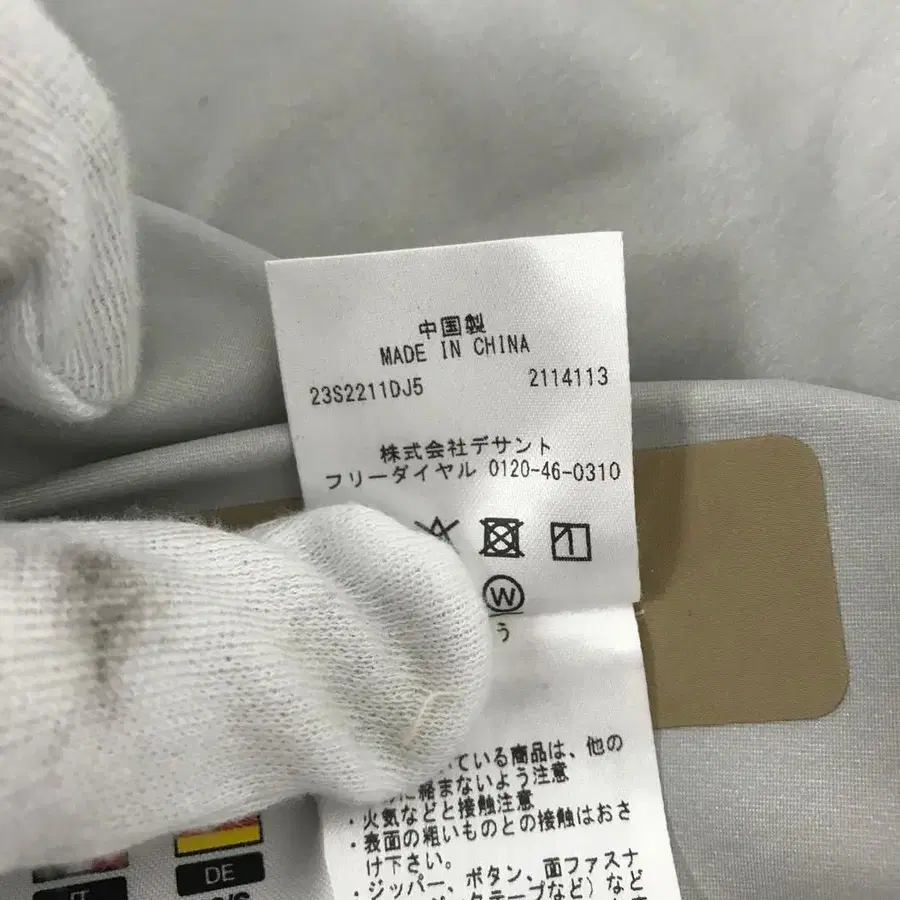 中国製
MADE IN CHINA
23S2211DJ5 2114113
株式会社デサント
フリーダイヤル 0120-46-0310
W
う
ている商品は、他の
に絡まないよう注意
・火気などと接触注意
・表面の粗いものとの接触はおさ
け下さい。
・ジッパー、ボタン、面ファスナ
クテープなど)など
IT
DE